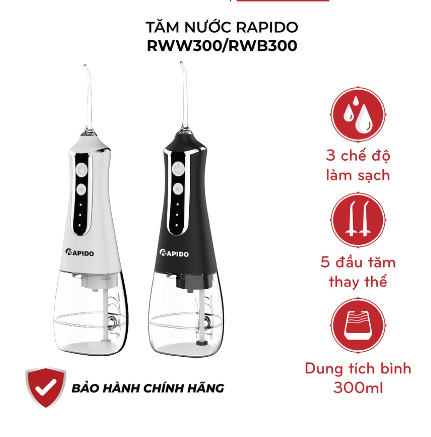 TĂM NƯỚC RAPIDO
RWW300/RWB300
3 chế độ
làm sạch
5 đầu tăm
thay thế
Dung tích bình
300ml
RAPIDO
RAPIDO
BẢO HÀNH CHÍNH HÃNG